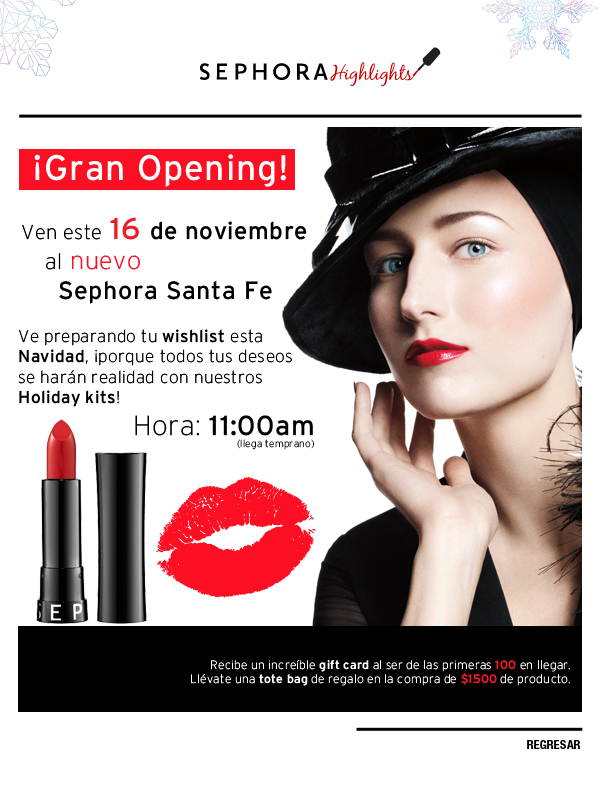 SEPHORA Highlights
¡Gran Opening!
Ven este 16 de noviembre
al nuevo
Sephora Santa Fe
Ve preparando tu wishlist esta
Navidad, ¡porque todos tus deseos
se harán realidad con nuestros
Holiday kits!
Hora: 11:00am
(llega temprano)
SEP
Recibe un increíble gift card al ser de las primeras 100 en llegar.
Llévate una tote bag de regalo en la compra de $1500 de producto.
REGRESAR